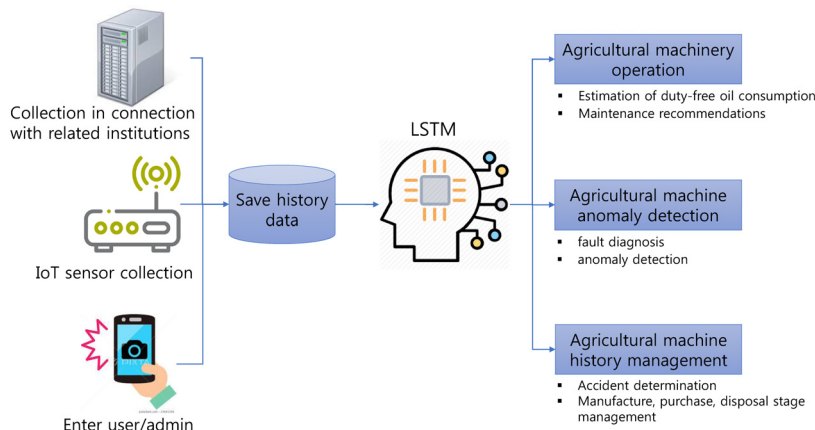 Collection in connection
with related institutions
IoT sensor collection
Enter user/admin
Save history
data
LSTM
Agricultural machinery
operation
▪ Estimation of duty-free oil consumption
▪ Maintenance recommendations
Agricultural machine
anomaly detection
▪ fault diagnosis
▪ anomaly detection
Agricultural machine
history management
▪ Accident determination
▪ Manufacture, purchase, disposal stage
management